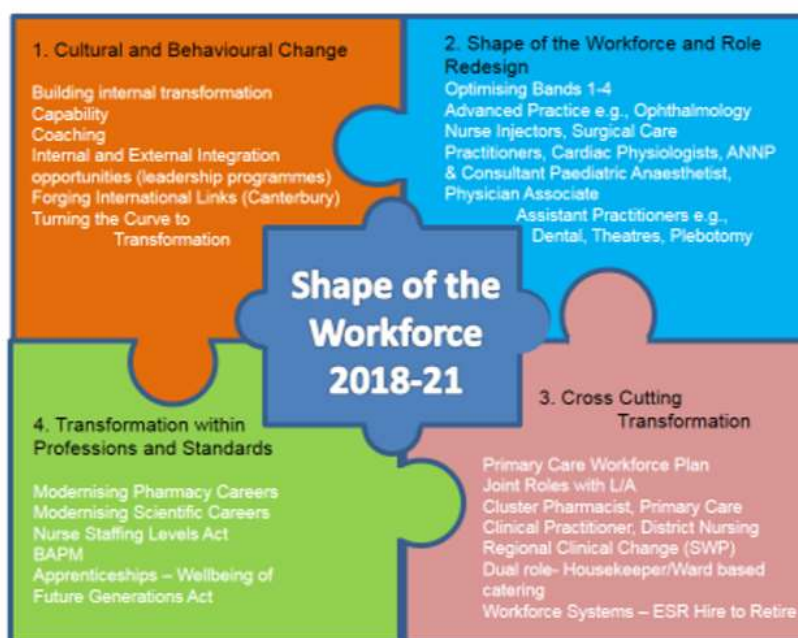 1. Cultural and Behavioural Change
Building internal transformation
Capability
Coaching
Internal and External Integration
opportunities (leadership programmes)
Forging International Links (Canterbury)
Turning the Curve to
Transformation
2. Shape of the Workforce and Role
Redesign
Optimising Bands 1-4
Advanced Practice e.g., Ophthalmology
Nurse Injectors, Surgical Care
Practitioners, Cardiac Physiologists, ANNP
& Consultant Paediatric Anaesthetist,
Physician Associate
Assistant Practitioners e.g.,
Dental, Theatres, Plebotomy
Shape of the
Workforce
2018-21
3. Cross Cutting
Transformation
Primary Care Workforce Plan
Joint Roles with L/A
Cluster Pharmacist, Primary Care
Clinical Practitioner, District Nursing
Regional Clinical Change (SWP)
Dual role- Housekeeper/Ward based
catering
Workforce Systems – ESR Hire to Retire
4. Transformation within
Professions and Standards
Modernising Pharmacy Careers
Modernising Scientific Careers
Nurse Staffing Levels Act
BAPM
Apprenticeships – Wellbeing of
Future Generations Act